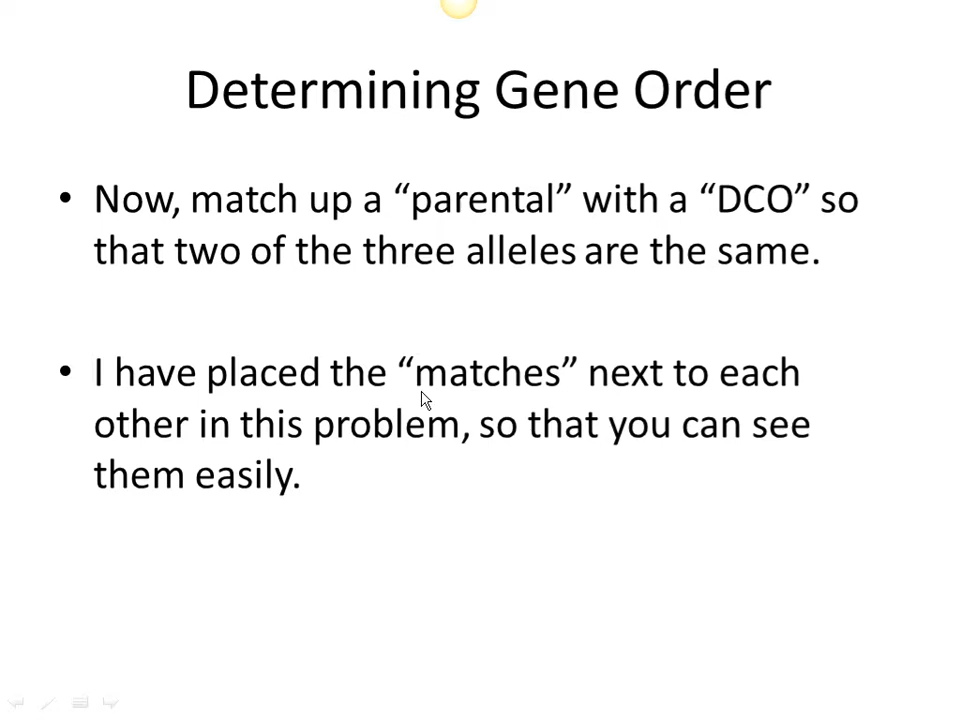 Determining Gene Order
• Now, match up a “parental” with a “DCO” so
that two of the three alleles are the same.
• I have placed the “matches” next to each
other in this problem, so that you can see
them easily.